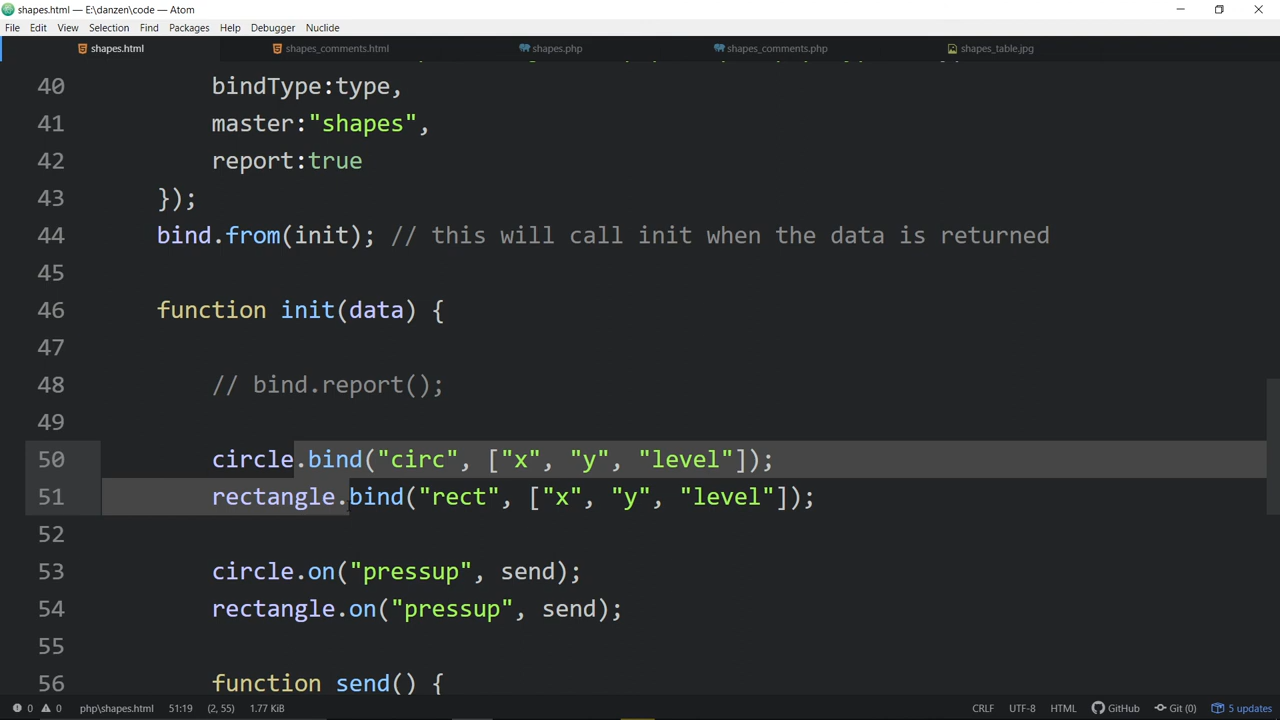 shapes.html — E:\danzen\code — Atom
File Edit View Selection Find Packages Help Debugger Nuclide
shapes.html shapes_comments.html shapes.php shapes_comments.php shapes_table.jpg
40 bindType:type,
41 master:"shapes",
42 report:true
43 });
44 bind.from(init); // this will call init when the data is returned
45
46 function init(data) {
47
48 // bind.report();
49
50 circle.bind("circ", ["x", "y", "level"]);
51 rectangle.bind("rect", ["x", "y", "level"]);
52
53 circle.on("pressup", send);
54 rectangle.on("pressup", send);
55
56 function send() {
0 0 php\shapes.html 51:19 (2, 55) 1.77 KiB CRLF UTF-8 HTML GitHub Git (0) 5 updates